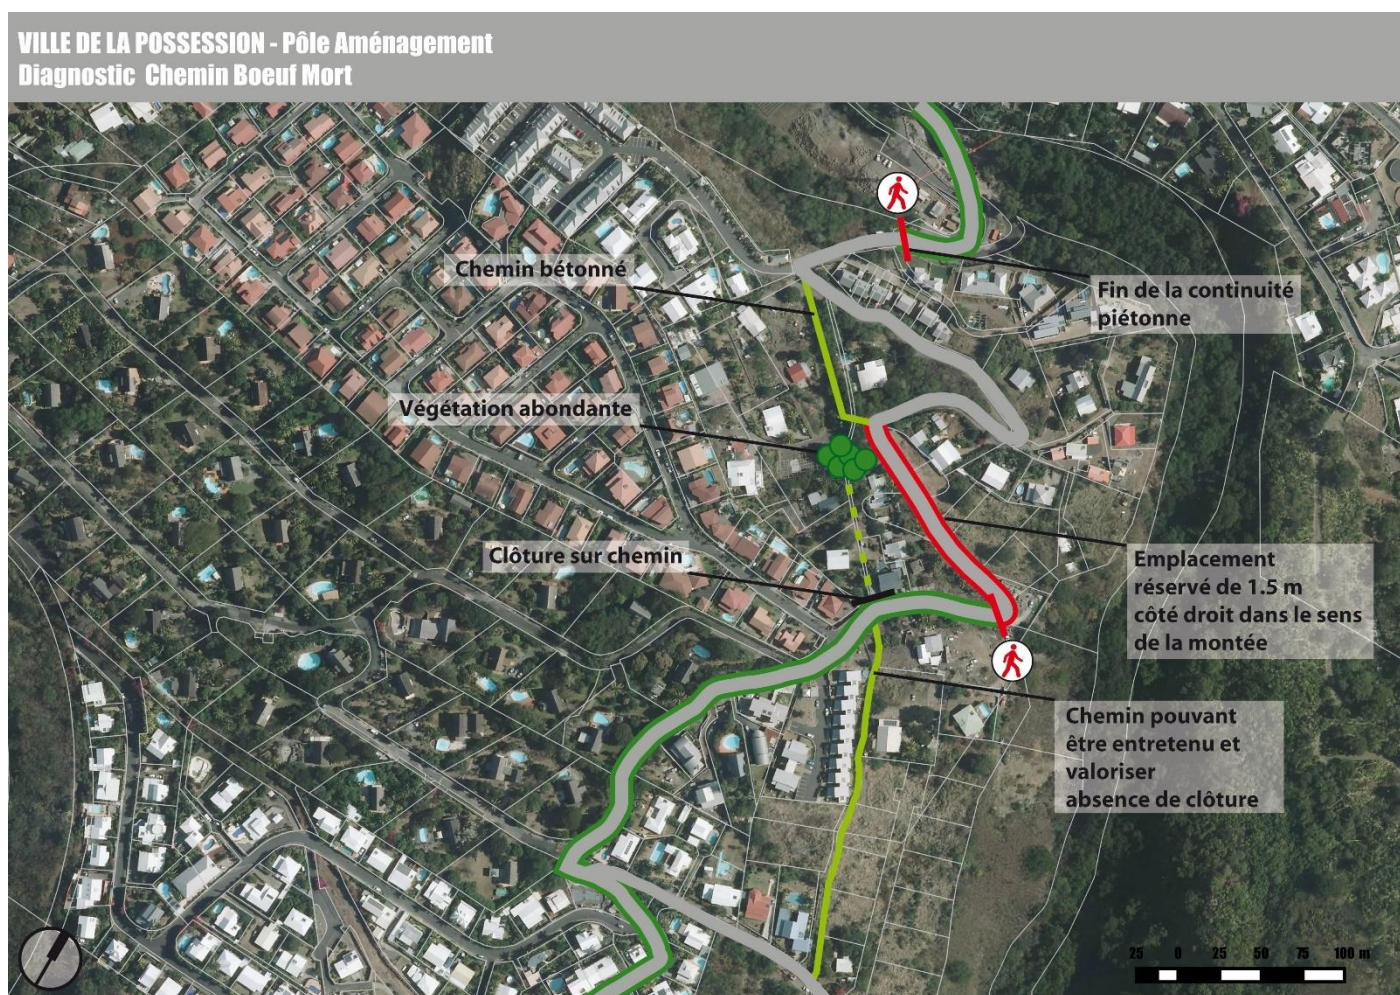 VILLE DE LA POSSESSION - Pôle Aménagement
Diagnostic Chemin Boeuf Mort
Chemin bétonné
Fin de la continuité
piétonne
Végétation abondante
Clôture sur chemin
Emplacement
réservé de 1.5 m
côté droit dans le sens
de la montée
Chemin pouvant
être entretenu et
valoriser
absence de clôture
25 0 25 50 75 100 m